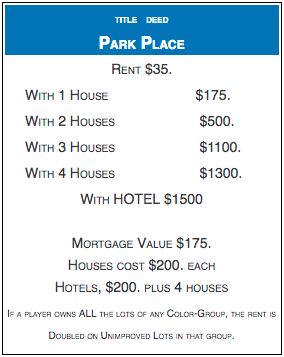 TITLE DEED
PARK PLACE
RENT $35.
WITH 1 HOUSE $175.
WITH 2 HOUSES $500.
WITH 3 HOUSES $1100.
WITH 4 HOUSES $1300.
WITH HOTEL $1500
MORTGAGE VALUE $175.
HOUSES COST $200. EACH
HOTELS, $200. PLUS 4 HOUSES
IF A PLAYER OWNS ALL THE LOTS OF ANY COLOR-GROUP, THE RENT IS
DOUBLED ON UNIMPROVED LOTS IN THAT GROUP.